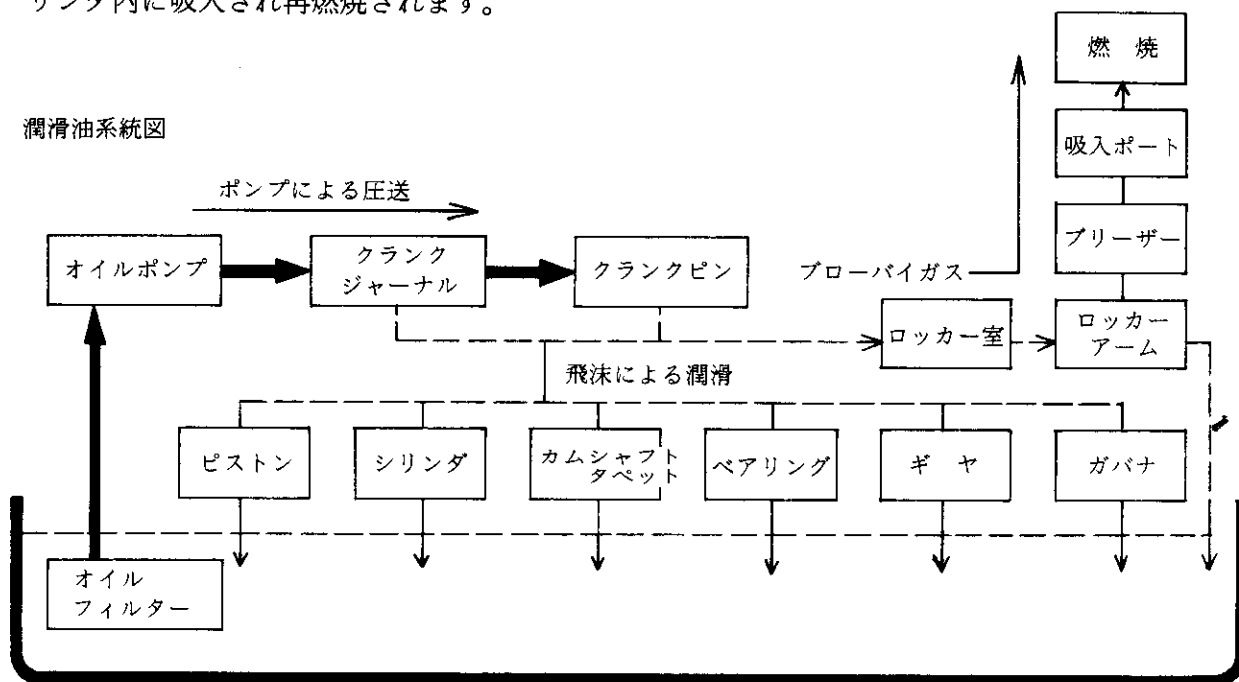 リンダ内に吸入され再燃焼されます。
潤滑油系統図
ポンプによる圧送
オイルポンプ
クランク
ジャーナル
クランクピン
ブローバイガス
燃 焼
吸入ポート
ブリーザー
ロッカー室
ロッカー
アーム
飛沫による潤滑
ピストン
シリンダ
カムシャフト
タペット
ベアリング
ギ ヤ
ガバナ
オイル
フィルター